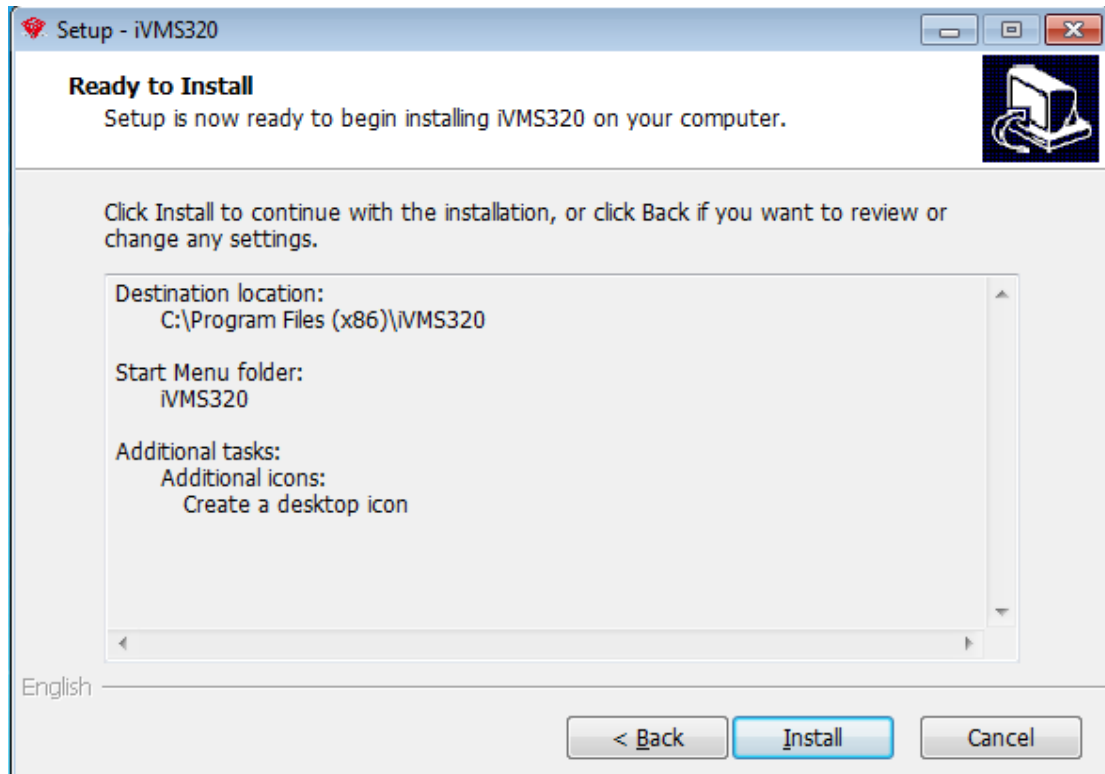 Setup - iVMS320
Ready to Install
Setup is now ready to begin installing iVMS320 on your computer.
Click Install to continue with the installation, or click Back if you want to review or
change any settings.
Destination location:
C:\Program Files (x86)\iVMS320
Start Menu folder:
iVMS320
Additional tasks:
Additional icons:
Create a desktop icon
English
< Back
Install
Cancel